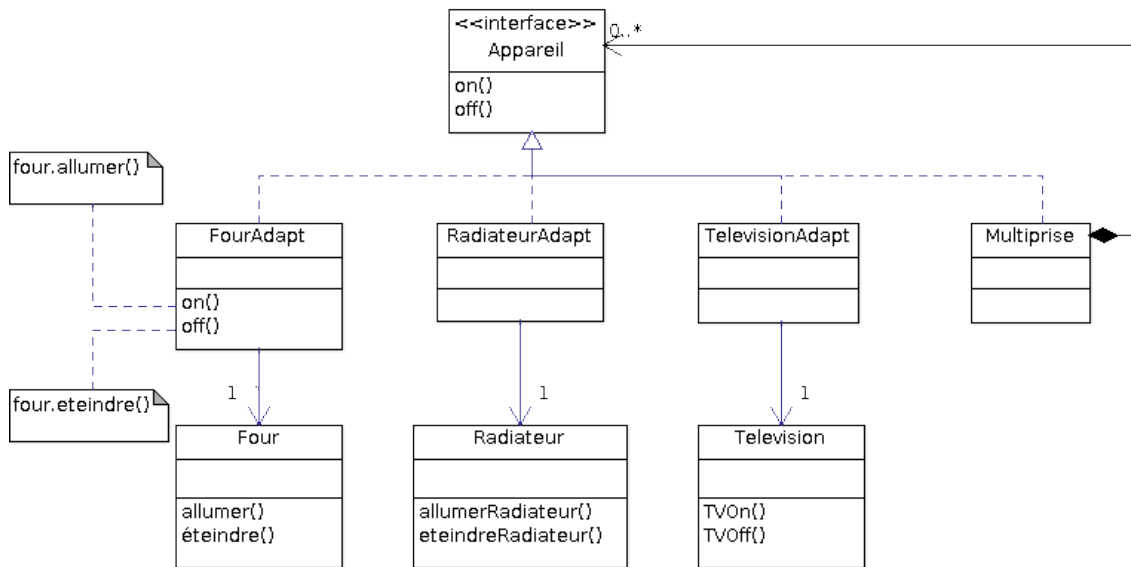 <<interface>>
Appareil
0..*
on()
off()
four.allumer()
FourAdapt
RadiateurAdapt
TelevisionAdapt
Multiprise
on()
off()
four.eteindre()
1
1
1
Four
Radiateur
Television
allumer()
éteindre()
allumerRadiateur()
eteindreRadiateur()
TVOn()
TVOff()